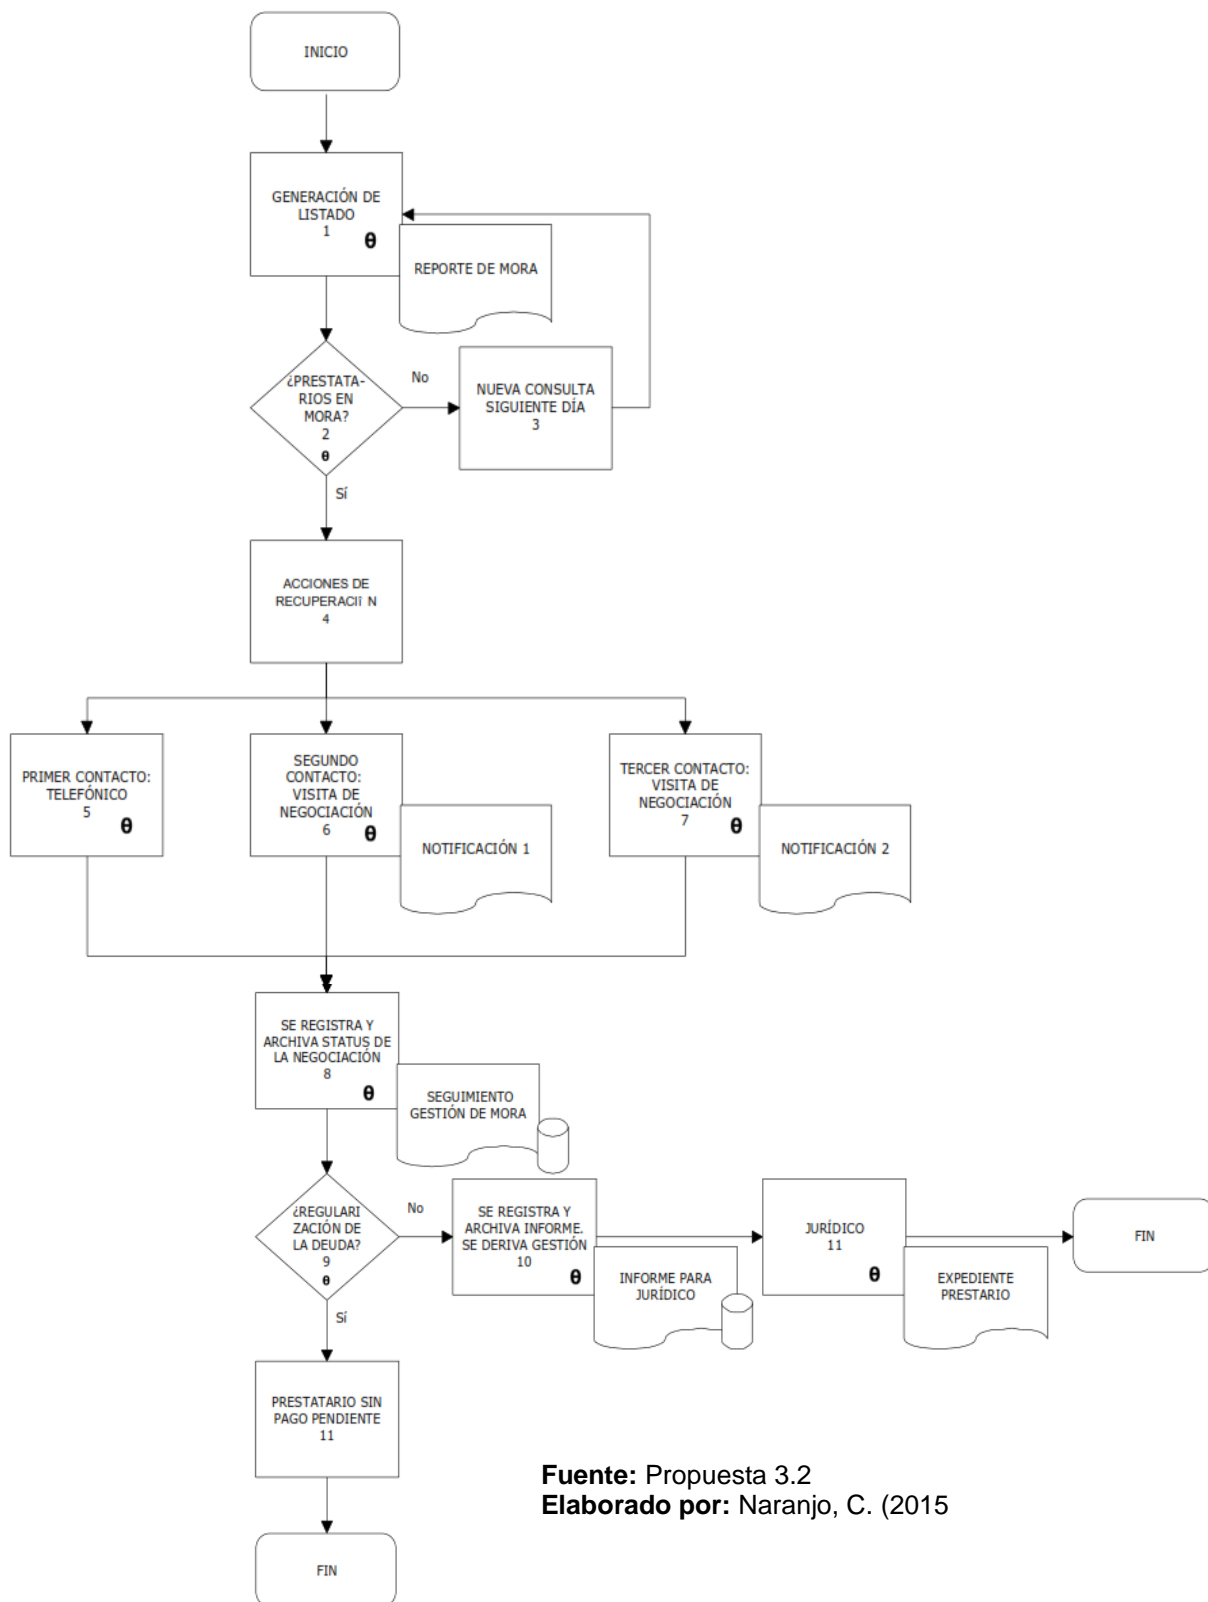 INICIO
GENERACIÓN DE
LISTADO
1
θ
REPORTE DE MORA
¿PRESTATA-
RIOS EN
MORA?
2
θ
No
NUEVA CONSULTA
SIGUIENTE DÍA
3
Sí
ACCIONES DE
RECUPERACIï N
4
PRIMER CONTACTO:
TELEFÓNICO
5
θ
SEGUNDO
CONTACTO:
VISITA DE
NEGOCIACIÓN
6
θ
NOTIFICACIÓN 1
TERCER CONTACTO:
VISITA DE
NEGOCIACIÓN
7
θ
NOTIFICACIÓN 2
SE REGISTRA Y
ARCHIVA STATUS DE
LA NEGOCIACIÓN
8
θ
SEGUIMIENTO
GESTIÓN DE MORA
¿REGULARI
ZACIÓN DE
LA DEUDA?
9
θ
No
SE REGISTRA Y
ARCHIVA INFORME.
SE DERIVA GESTIÓN
10
θ
INFORME PARA
JURÍDICO
JURÍDICO
11
θ
EXPEDIENTE
PRESTARIO
FIN
Sí
PRESTATARIO SIN
PAGO PENDIENTE
11
FIN
Fuente: Propuesta 3.2
Elaborado por: Naranjo, C. (2015